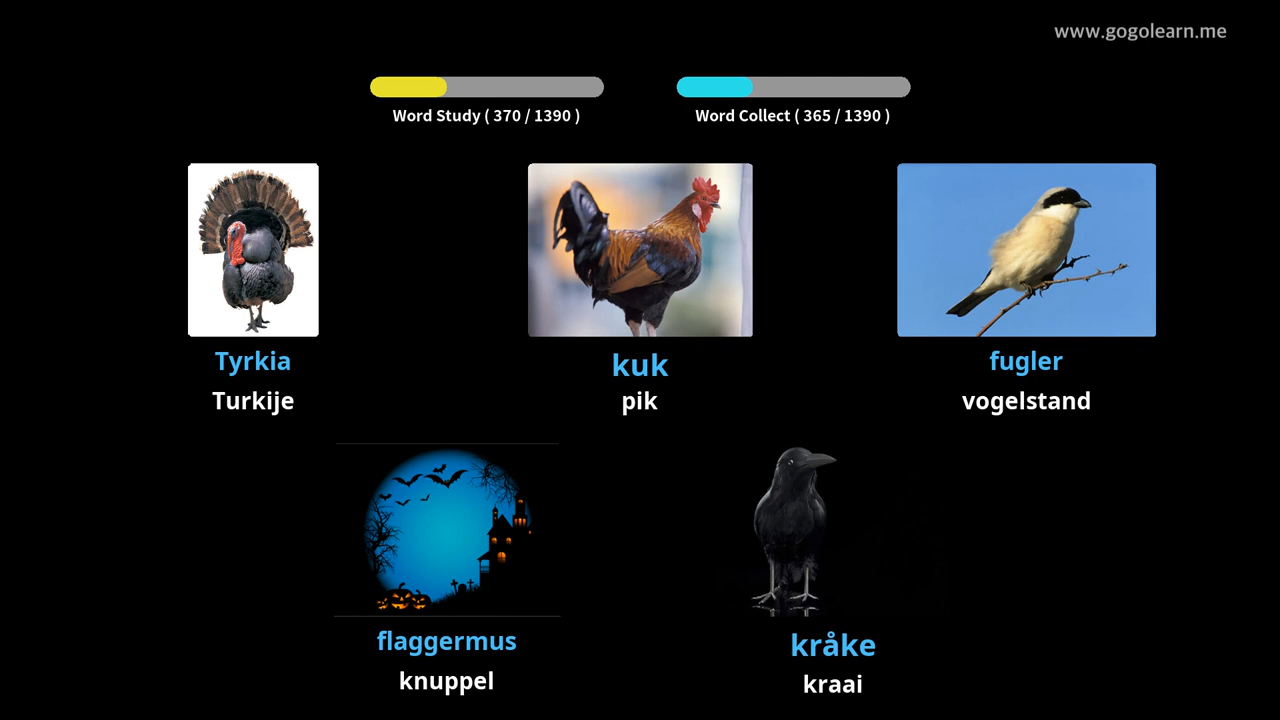 www.gogolearn.me
Word Study ( 370 / 1390 )
Word Collect ( 365 / 1390 )
Tyrkia
Turkije
kuk
pik
fugler
vogelstand
flaggermus
knuppel
kråke
kraai